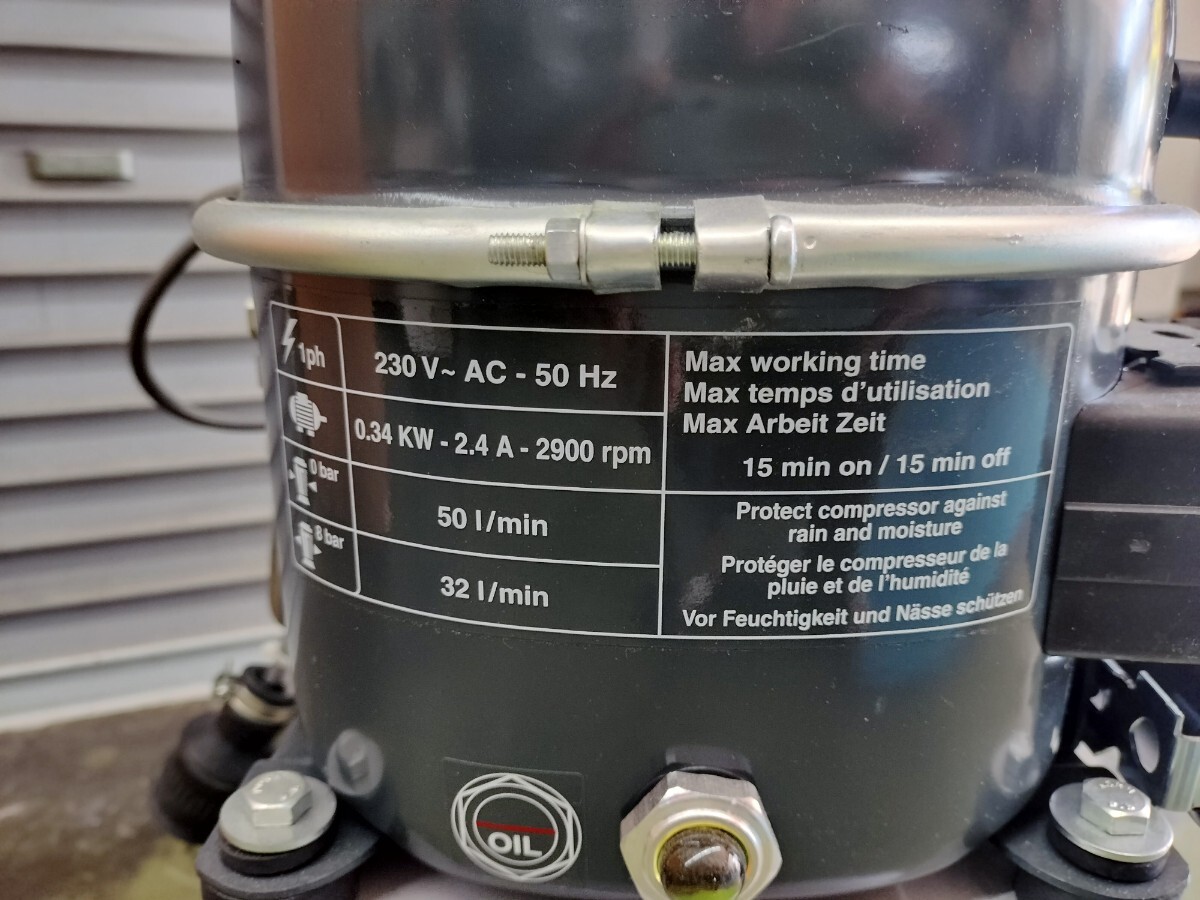 1ph
230 V~ AC - 50 Hz
0.34 KW - 2.4 A - 2900 rpm
0 bar
50 l/min
8 bar
32 l/min
Max working time
Max temps d'utilisation
Max Arbeit Zeit
15 min on / 15 min off
Protect compressor against
rain and moisture
Protéger le compresseur de la
pluie et de l'humidité
Vor Feuchtigkeit und Nässe schützen
OIL